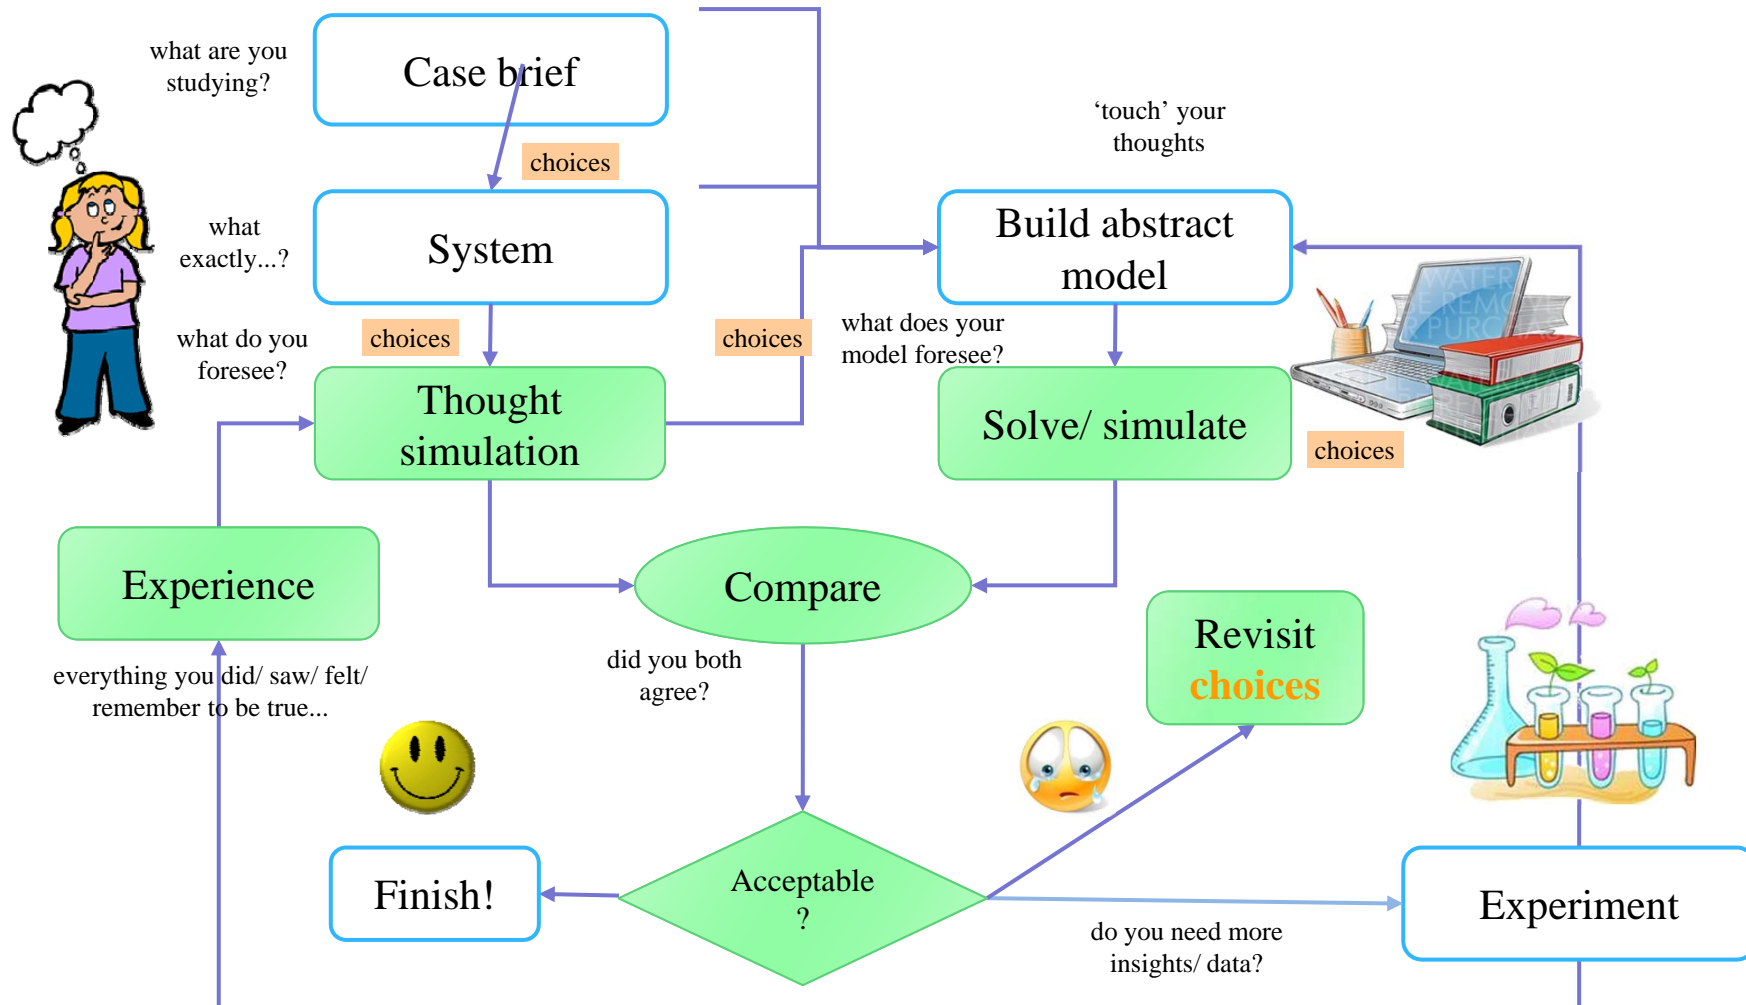 what are you
studying?
Case brief
choices
‘touch’ your
thoughts
what
exactly...?
System
Build abstract
model
what do you
foresee?
choices
choices
what does your
model foresee?
Thought
simulation
Solve/ simulate
choices
Experience
Compare
everything you did/ saw/ felt/
remember to be true...
did you both
agree?
Revisit
choices
Finish!
Acceptable
?
do you need more
insights/ data?
Experiment